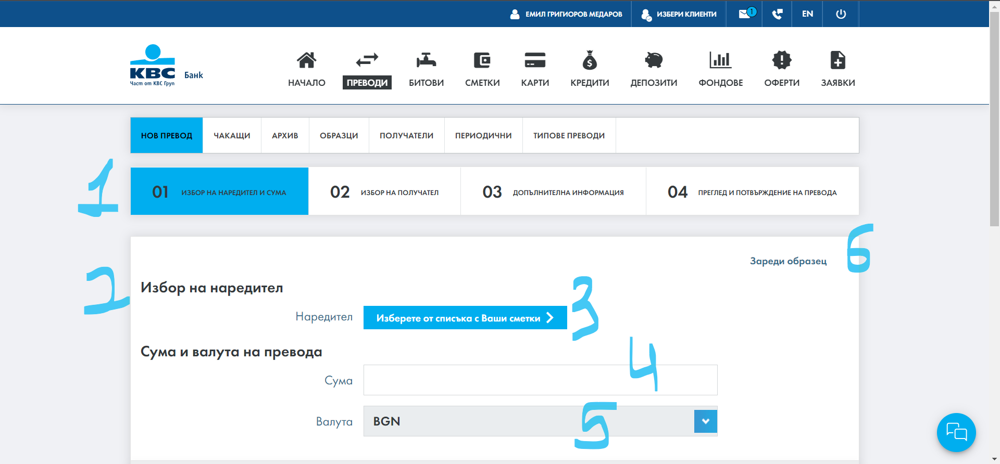 ЕМИЛ ГРИГИОРОВ МЕДАРОВ ИЗБЕРИ КЛИЕНТИ 1 EN
KBC Банк
Част от KBC Груп
НАЧАЛО ПРЕВОДИ БИТОВИ СМЕТКИ КАРТИ КРЕДИТИ ДЕПОЗИТИ ФОНДОВЕ ОФЕРТИ ЗАЯВКИ
НОВ ПРЕВОД ЧАКАЩИ АРХИВ ОБРАЗЦИ ПОЛУЧАТЕЛИ ПЕРИОДИЧНИ ТИПОВЕ ПРЕВОДИ
1
01 ИЗБОР НА НАРЕДИТЕЛ И СУМА 02 ИЗБОР НА ПОЛУЧАТЕЛ 03 ДОПЪЛНИТЕЛНА ИНФОРМАЦИЯ 04 ПРЕГЛЕД И ПОТВЪРЖДЕНИЕ НА ПРЕВОДА
Зареди образец 6
2 Избор на наредител
Наредител Изберете от списъка с Ваши сметки 3
Сума и валута на превода
Сума 4
Валута BGN 5